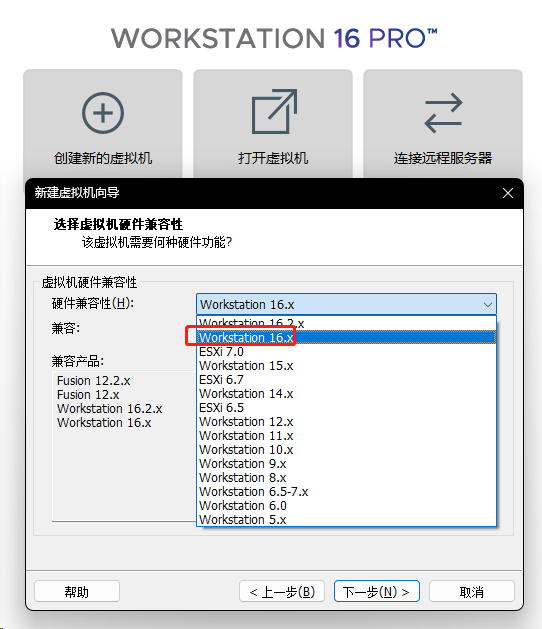 WORKSTATION 16 PRO™
创建新的虚拟机
打开虚拟机
连接远程服务器
新建虚拟机向导
选择虚拟机硬件兼容性
该虚拟机需要何种硬件功能?
虚拟机硬件兼容性
硬件兼容性(H):
Workstation 16.x
兼容:
Workstation 16.2.x
Workstation 16.x
ESXi 7.0
Workstation 15.x
ESXi 6.7
Workstation 14.x
ESXi 6.5
Workstation 12.x
Workstation 11.x
Workstation 10.x
Workstation 9.x
Workstation 8.x
Workstation 6.5-7.x
Workstation 6.0
Workstation 5.x
兼容产品:
Fusion 12.2.x
Fusion 12.x
Workstation 16.2.x
Workstation 16.x
帮助
< 上一步(B)
下一步(N) >
取消